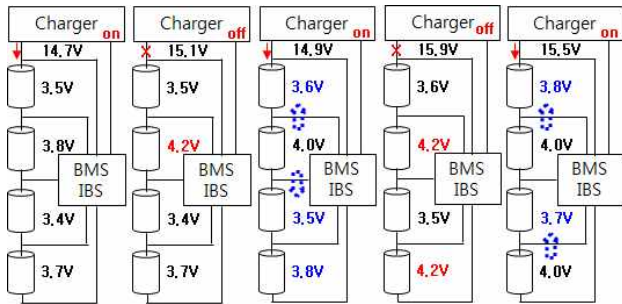 Charger on
14.7V
3.5V
3.8V
BMS
IBS
3.4V
3.7V
Charger off
15.1V
3.5V
4.2V
BMS
IBS
3.4V
3.7V
Charger on
14.9V
3.6V
4.0V
BMS
IBS
3.5V
3.8V
Charger off
15.9V
3.6V
4.2V
BMS
IBS
3.5V
4.2V
Charger on
15.5V
3.8V
4.0V
BMS
IBS
3.7V
4.0V